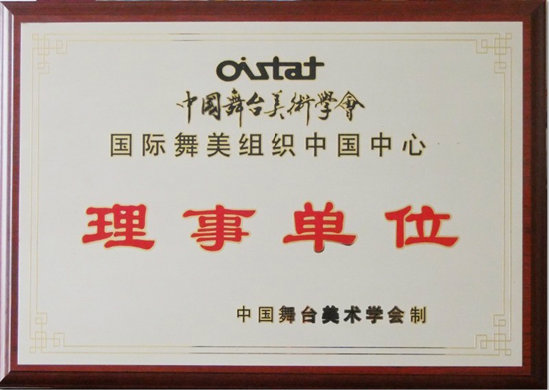 OISTAT
中国舞台美術學會
国际舞美组织中国中心
理事单位
中国舞台美术学会制